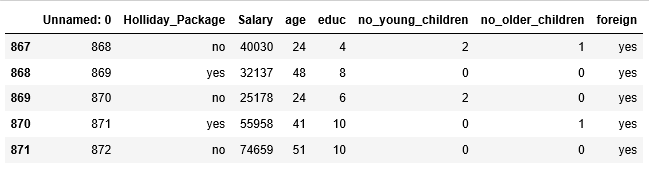 Unnamed: 0 Holliday_Package Salary age educ no_young_children no_older_children foreign
867 868 no 40030 24 4 2 1 yes
868 869 yes 32137 48 8 0 0 yes
869 870 no 25178 24 6 2 0 yes
870 871 yes 55958 41 10 0 1 yes
871 872 no 74659 51 10 0 0 yes